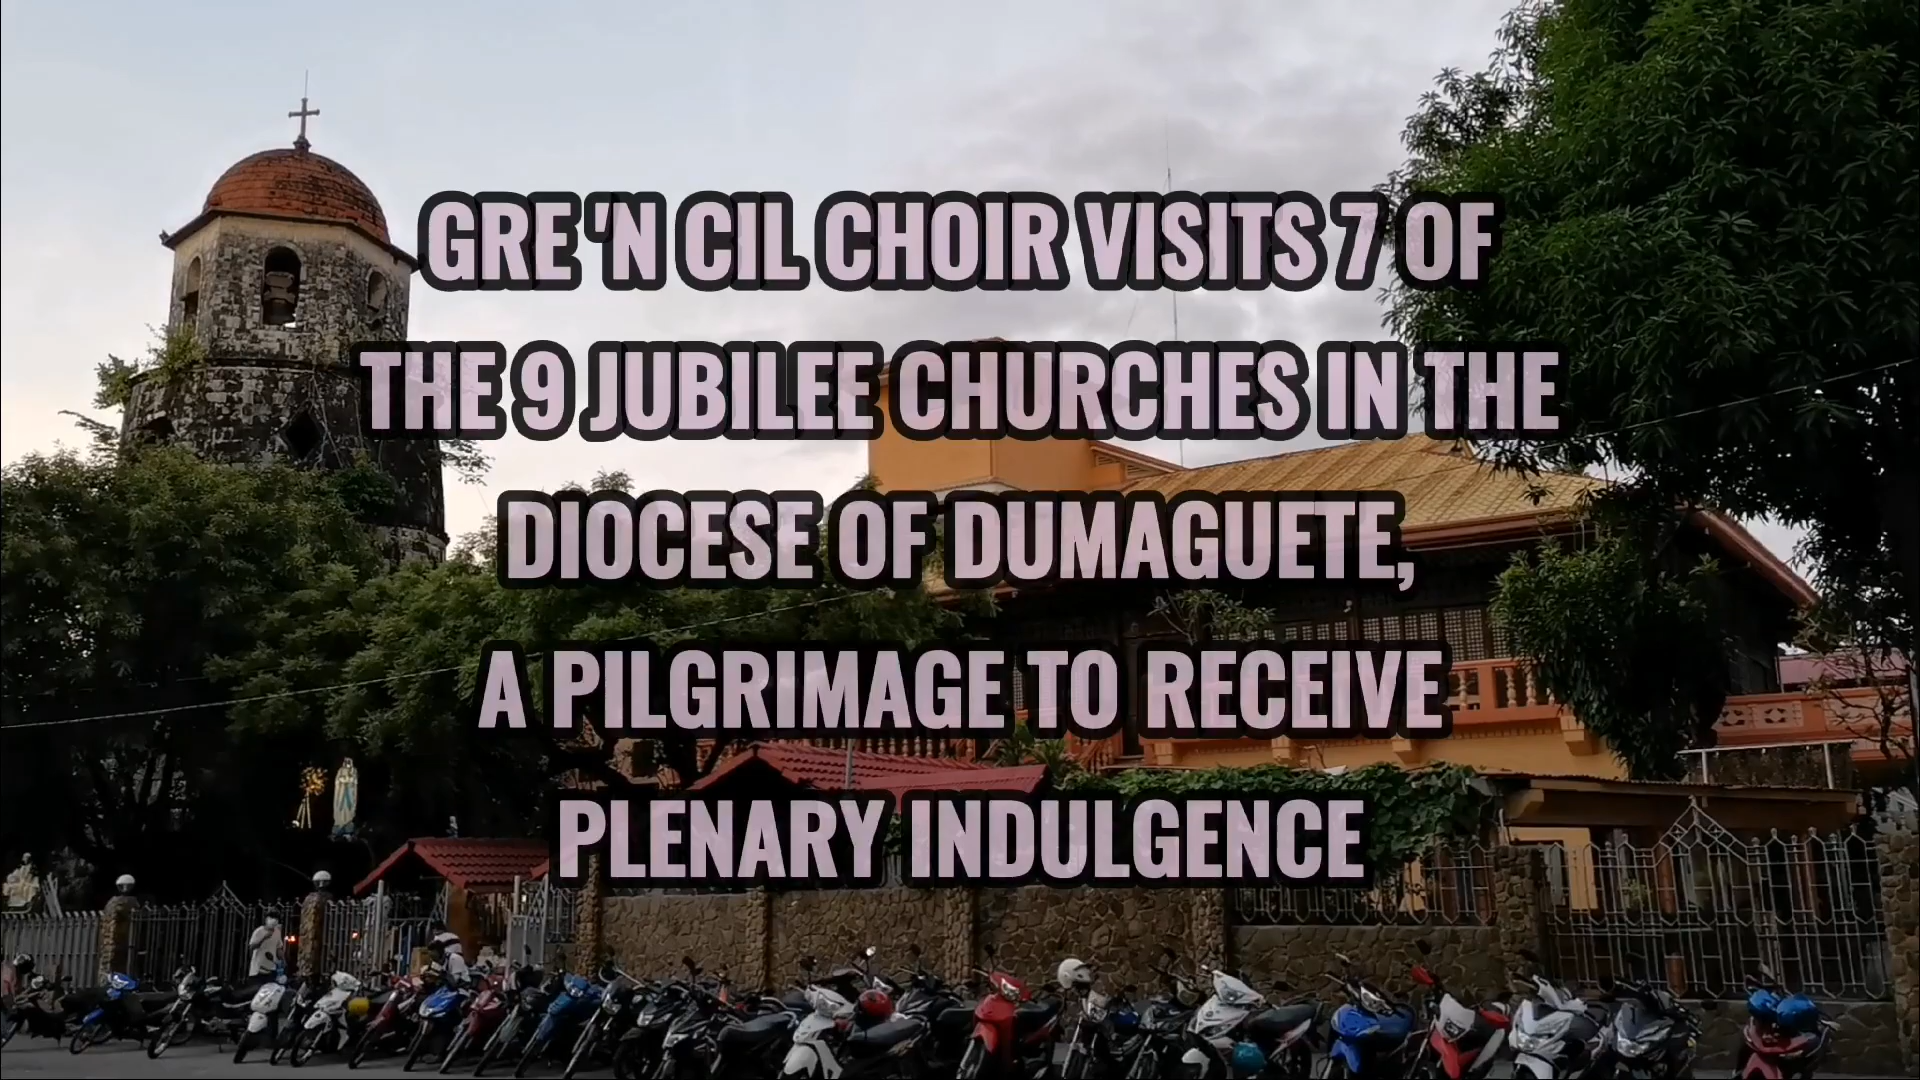 GRE 'N CIL CHOIR VISITS 7 OF
THE 9 JUBILEE CHURCHES IN THE
DIOCESE OF DUMAGUETE,
A PILGRIMAGE TO RECEIVE
PLENARY INDULGENCE